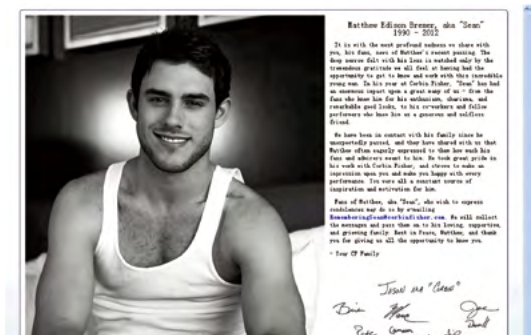 Matthew Edison Bremer, aka "Sean"
1990 - 2012
It is with the most profound sadness we share with
you, his fans, news of Matthew's recent passing. The
deep sorrow felt with his loss is matched only by the
tremendous gratitude we all feel at having had the
opportunity to get to know and work with this incredible
young man. In his year at Corbin Fisher, "Sean" has had
an enormous impact upon a great many of us - from the
fans who knew him for his enthusiasm, charisma, and
remarkable good looks, to his coworkers and fellow
performers who knew him as a generous and selfless
friend.
We have been in contact with his family since he
unexpectedly passed, and they have shared with us that
Matthew often eagerly expressed to them how much his
fans and admirers meant to him. He took great pride in
his work with Corbin Fisher, and strove to make an
impression upon you and make you happy with every
performance. You were all a constant source of
inspiration and motivation for him.
Fans of Matthew, aka "Sean", who wish to express
condolences may do so by emailing
RememberingSean@corbinfisher.com. We will collect
the messages and pass them on to his loving, supportive,
and grieving family. Rest in Peace, Matthew, and thank
you for giving us all the opportunity to know you.
- Your CF Family
JASON AKA "CORBIN"